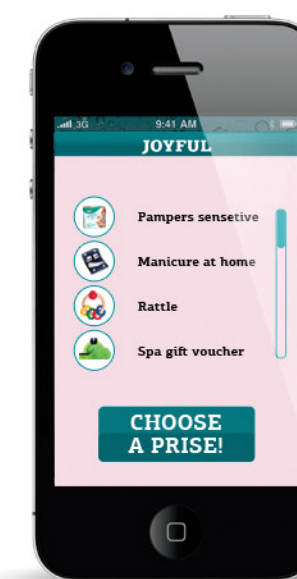 3G 9:41 AM
JOYFUL
Pampers sensetive
Manicure at home
Rattle
Spa gift voucher
CHOOSE
A PRISE!